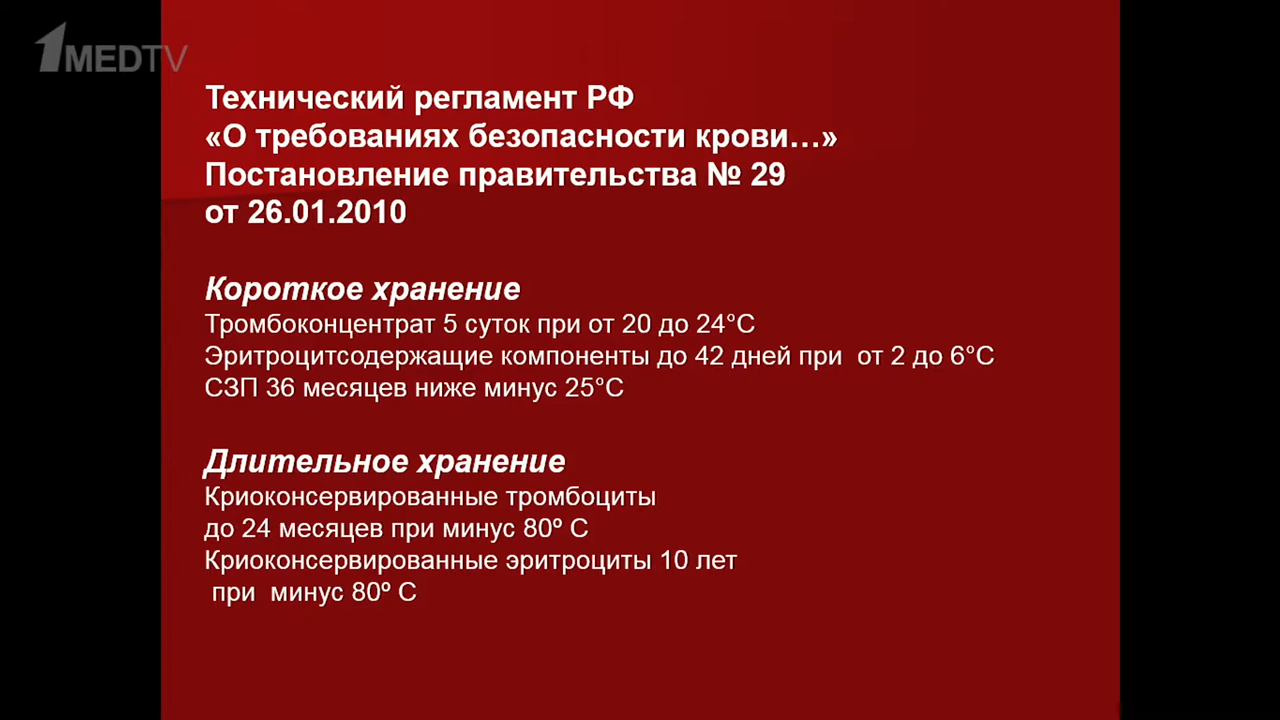 1MEDTV
Технический регламент РФ
«О требованиях безопасности крови…»
Постановление правительства № 29
от 26.01.2010
Короткое хранение
Тромбоконцентрат 5 суток при от 20 до 24°С
Эритроцитсодержащие компоненты до 42 дней при  от 2 до 6°С
СЗП 36 месяцев ниже минус 25°С
Длительное хранение
Криоконсервированные тромбоциты
до 24 месяцев при минус 80º С
Криоконсервированные эритроциты 10 лет
при  минус 80º С